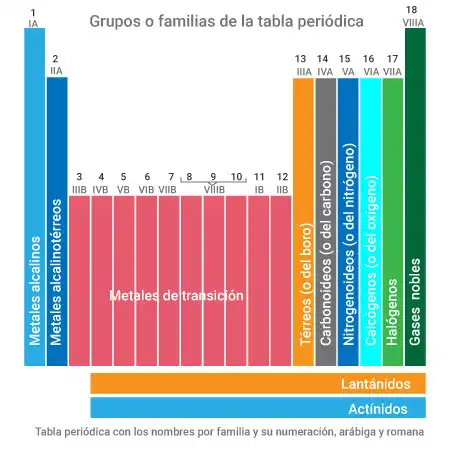 Grupos o familias de la tabla periódica
1
IA
2
IIA
3
IIIB
4
IVB
5
VB
6
VIB
7
VIIB
8 9 10
VIIIB
11
IB
12
IIB
13
IIIA
14
IVA
15
VA
16
VIA
17
VIIA
18
VIIIA
Metales alcalinos
Metales alcalinotérreos
Metales de transición
Térreos (o del boro)
Carbonoideos (o del carbono)
Nitrogenoideos (o del nitrógeno)
Calcógenos (o del oxígeno)
Halógenos
Gases nobles
Lantánidos
Actínidos
Tabla periódica con los nombres por familia y su numeración, arábiga y romana